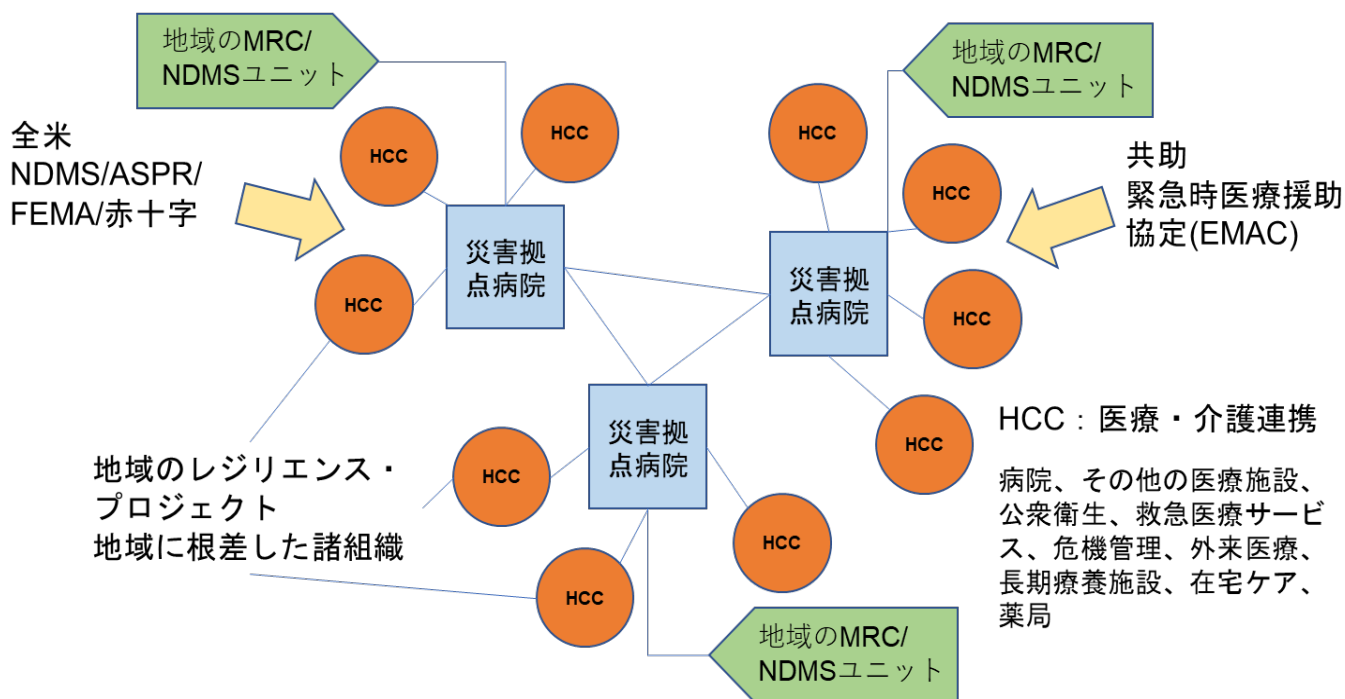 地域のMRC/
NDMSユニット
地域のMRC/
NDMSユニット
HCC
HCC
HCC
HCC
全米
NDMS/ASPR/
FEMA/赤十字
共助
緊急時医療援助
協定(EMAC)
災害拠
点病院
災害拠
点病院
HCC
HCC
災害拠
点病院
HCC
HCC
HCC：医療・介護連携
地域のレジリエンス・
プロジェクト
地域に根差した諸組織
病院、その他の医療施設、
公衆衛生、救急医療サービ
ス、危機管理、外来医療、
長期療養施設、在宅ケア、
薬局
HCC
HCC
地域のMRC/
NDMSユニット